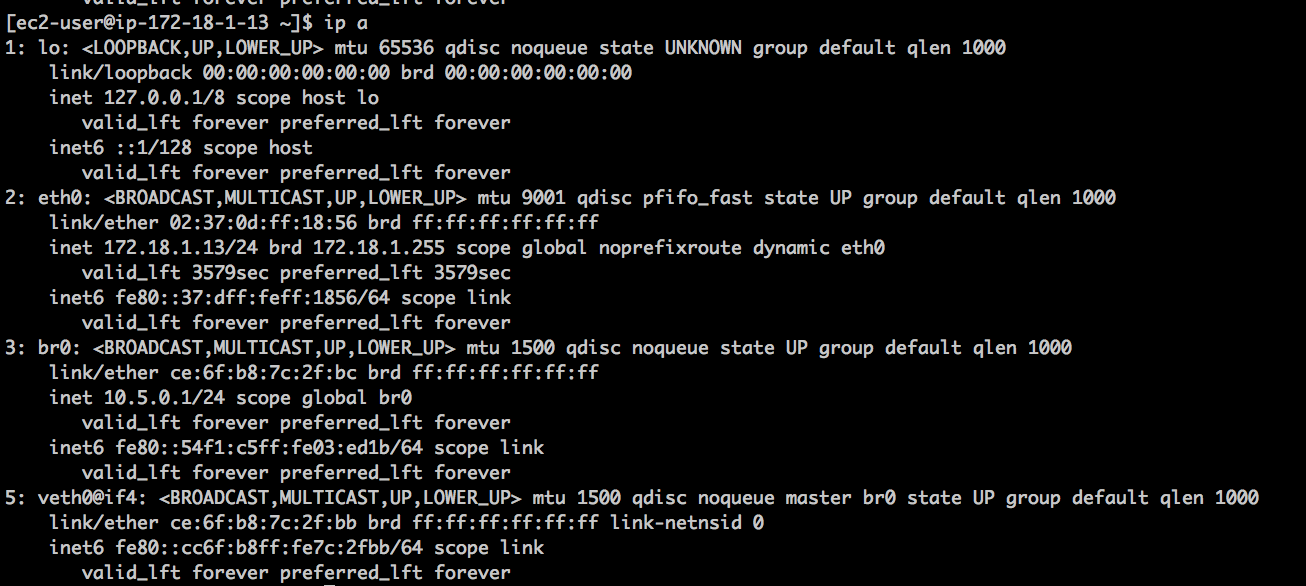 [ec2-user@ip-172-18-1-13 ~]$ ip a
1: lo: <LOOPBACK,UP,LOWER_UP> mtu 65536 qdisc noqueue state UNKNOWN group default qlen 1000
    link/loopback 00:00:00:00:00:00 brd 00:00:00:00:00:00
    inet 127.0.0.1/8 scope host lo
       valid_lft forever preferred_lft forever
    inet6 ::1/128 scope host
       valid_lft forever preferred_lft forever
2: eth0: <BROADCAST,MULTICAST,UP,LOWER_UP> mtu 9001 qdisc pfifo_fast state UP group default qlen 1000
    link/ether 02:37:0d:ff:18:56 brd ff:ff:ff:ff:ff:ff
    inet 172.18.1.13/24 brd 172.18.1.255 scope global noprefixroute dynamic eth0
       valid_lft 3579sec preferred_lft 3579sec
    inet6 fe80::37:dff:feff:1856/64 scope link
       valid_lft forever preferred_lft forever
3: br0: <BROADCAST,MULTICAST,UP,LOWER_UP> mtu 1500 qdisc noqueue state UP group default qlen 1000
    link/ether ce:6f:b8:7c:2f:bc brd ff:ff:ff:ff:ff:ff
    inet 10.5.0.1/24 scope global br0
       valid_lft forever preferred_lft forever
    inet6 fe80::54f1:c5ff:fe03:ed1b/64 scope link
       valid_lft forever preferred_lft forever
5: veth0@if4: <BROADCAST,MULTICAST,UP,LOWER_UP> mtu 1500 qdisc noqueue master br0 state UP group default qlen 1000
    link/ether ce:6f:b8:7c:2f:bb brd ff:ff:ff:ff:ff:ff link-netnsid 0
    inet6 fe80::cc6f:b8ff:fe7c:2fbb/64 scope link
       valid_lft forever preferred_lft forever